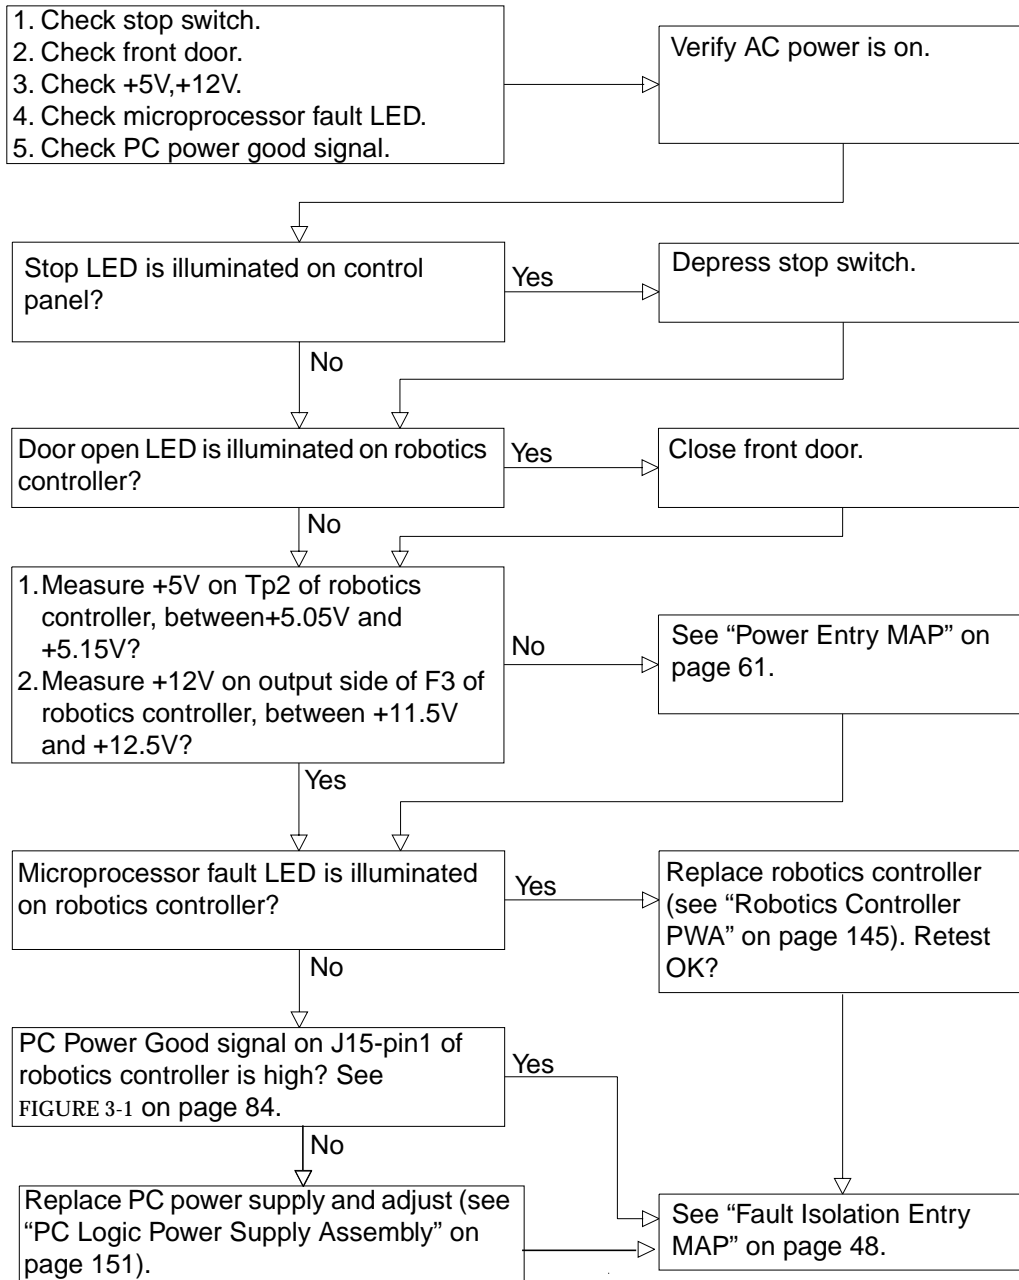 1. Check stop switch.
2. Check front door.
3. Check +5V,+12V.
4. Check microprocessor fault LED.
5. Check PC power good signal.
Verify AC power is on.
Stop LED is illuminated on control
panel?
Yes
Depress stop switch.
No
Door open LED is illuminated on robotics
controller?
Yes
Close front door.
No
1. Measure +5V on Tp2 of robotics
controller, between+5.05V and
+5.15V?
2. Measure +12V on output side of F3 of
robotics controller, between +11.5V
and +12.5V?
No
See “Power Entry MAP” on
page 61.
Yes
Microprocessor fault LED is illuminated
on robotics controller?
Yes
Replace robotics controller
(see “Robotics Controller
PWA” on page 145). Retest
OK?
No
PC Power Good signal on J15-pin1 of
robotics controller is high? See
FIGURE 3-1 on page 84.
Yes
No
Replace PC power supply and adjust (see
“PC Logic Power Supply Assembly” on
page 151).
See “Fault Isolation Entry
MAP” on page 48.